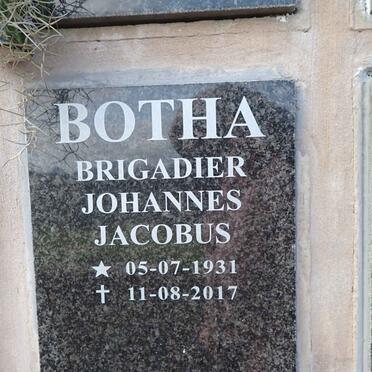 BOTHA
BRIGADIER
JOHANNES
JACOBUS
★ 05-07-1931
✝ 11-08-2017